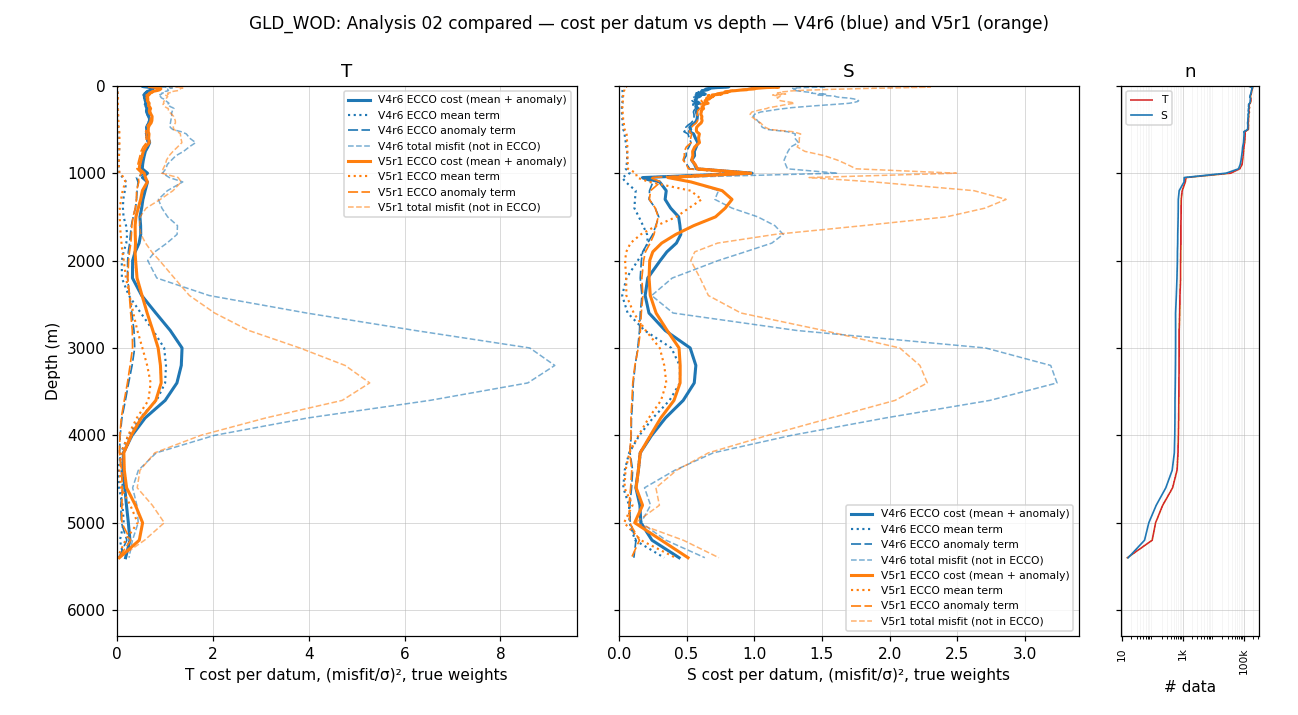 GLD_WOD: Analysis 02 compared — cost per datum vs depth — V4r6 (blue) and V5r1 (orange)
T
V4r6 ECCO cost (mean + anomaly)
V4r6 ECCO mean term
V4r6 ECCO anomaly term
V4r6 total misfit (not in ECCO)
V5r1 ECCO cost (mean + anomaly)
V5r1 ECCO mean term
V5r1 ECCO anomaly term
V5r1 total misfit (not in ECCO)
0
1000
2000
3000
4000
5000
6000
Depth (m)
0 2 4 6 8
T cost per datum, (misfit/σ)², true weights
S
V4r6 ECCO cost (mean + anomaly)
V4r6 ECCO mean term
V4r6 ECCO anomaly term
V4r6 total misfit (not in ECCO)
V5r1 ECCO cost (mean + anomaly)
V5r1 ECCO mean term
V5r1 ECCO anomaly term
V5r1 total misfit (not in ECCO)
0.0 0.5 1.0 1.5 2.0 2.5 3.0
S cost per datum, (misfit/σ)², true weights
n
T
S
10 1k 100k
# data